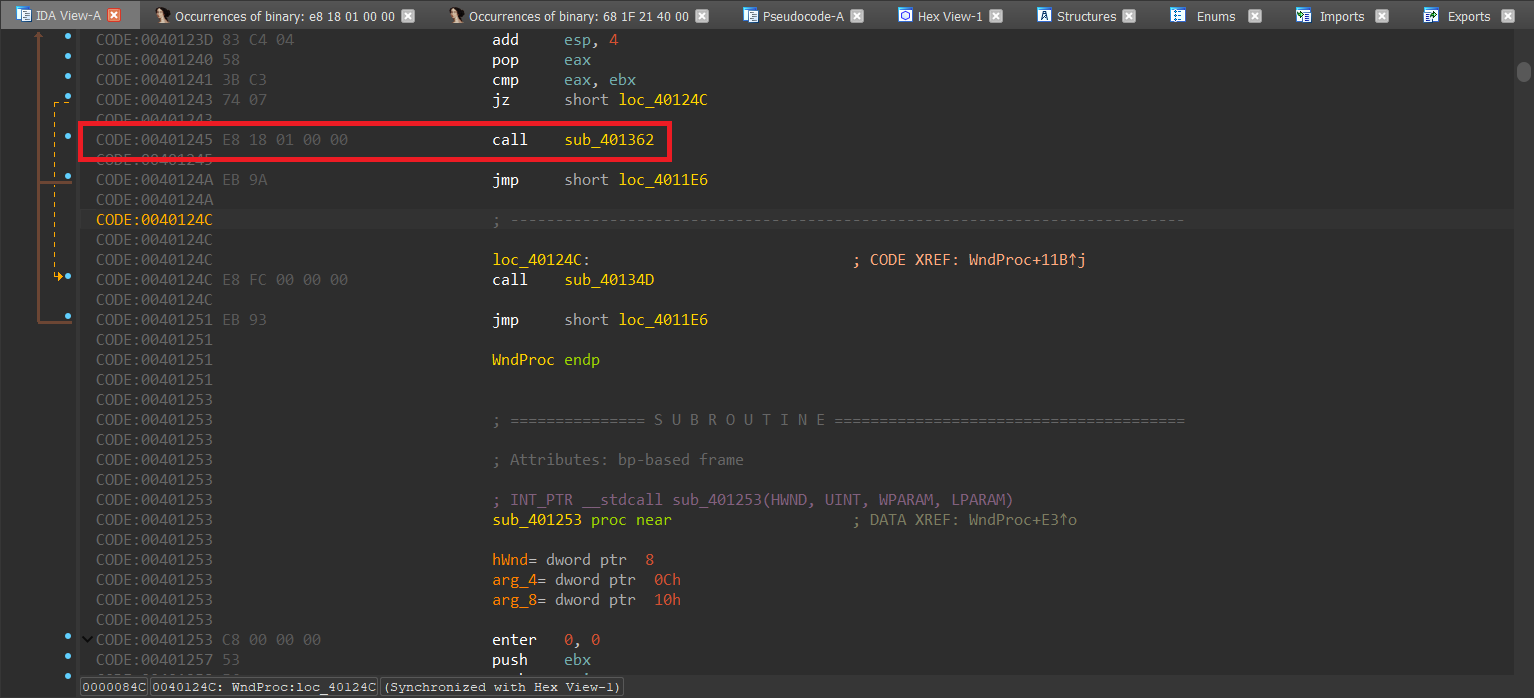 IDA View-A Occurrences of binary: e8 18 01 00 00 Occurrences of binary: 68 1F 21 40 00 Pseudocode-A Hex View-1 Structures Enums Imports Exports
CODE:0040123D 83 C4 04 add esp, 4
CODE:00401240 58 pop eax
CODE:00401241 3B C3 cmp eax, ebx
CODE:00401243 74 07 jz short loc_40124C
CODE:00401243
CODE:00401245 E8 18 01 00 00 call sub_401362
CODE:00401245
CODE:0040124A EB 9A jmp short loc_4011E6
CODE:0040124A
CODE:0040124C ; ---------------------------------------------------------------------------
CODE:0040124C
CODE:0040124C loc_40124C: ; CODE XREF: WndProc+11B↑j
CODE:0040124C E8 FC 00 00 00 call sub_40134D
CODE:0040124C
CODE:00401251 EB 93 jmp short loc_4011E6
CODE:00401251
CODE:00401251 WndProc endp
CODE:00401251
CODE:00401253
CODE:00401253 ; =============== S U B R O U T I N E =======================================
CODE:00401253
CODE:00401253 ; Attributes: bp-based frame
CODE:00401253
CODE:00401253 ; INT_PTR __stdcall sub_401253(HWND, UINT, WPARAM, LPARAM)
CODE:00401253 sub_401253 proc near ; DATA XREF: WndProc+E3↑o
CODE:00401253
CODE:00401253 hWnd= dword ptr 8
CODE:00401253 arg_4= dword ptr 0Ch
CODE:00401253 arg_8= dword ptr 10h
CODE:00401253
CODE:00401253 C8 00 00 00 enter 0, 0
CODE:00401257 53 push ebx
0000084C 0040124C: WndProc:loc_40124C (Synchronized with Hex View-1)